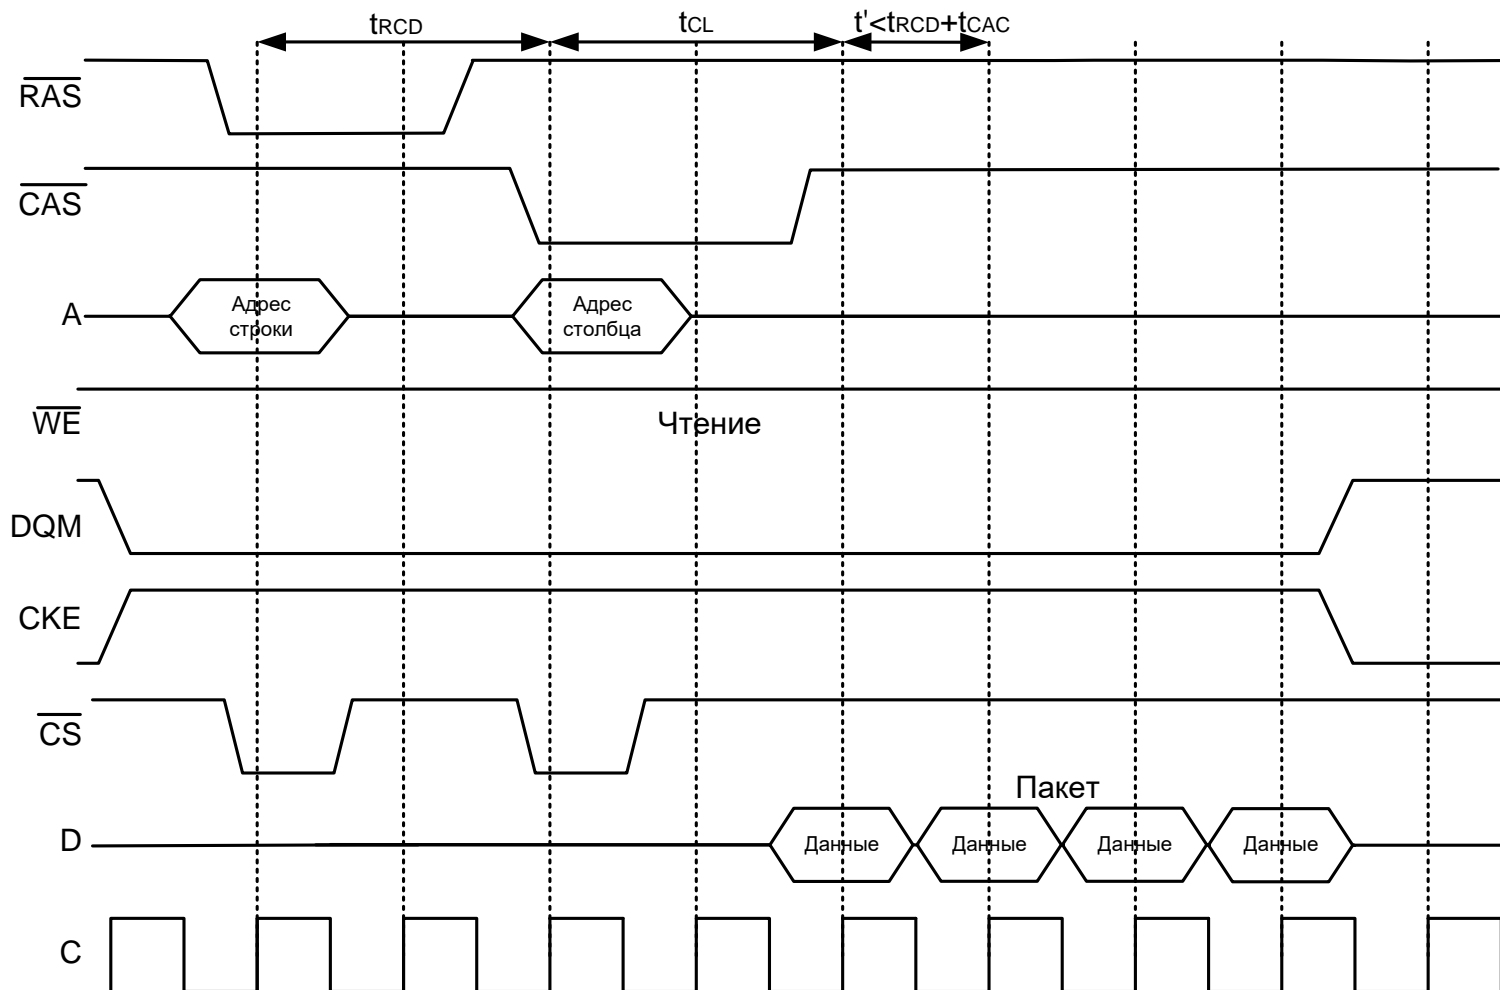 tRCD
tCL
t'<tRCD+tCAC
RAS
CAS
A
Адрес
строки
Адрес
столбца
WE
Чтение
DQM
CKE
CS
Пакет
D
Данные
Данные
Данные
Данные
C